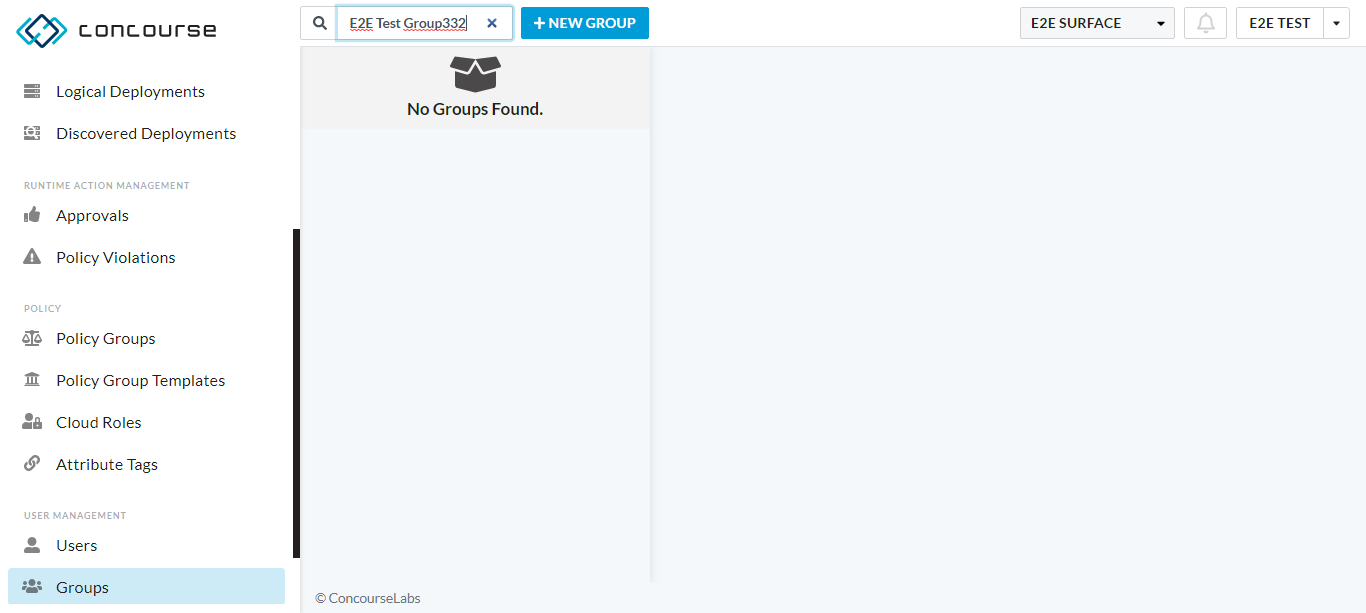 concourse
E2E Test Group332
NEW GROUP
E2E SURFACE
E2E TEST
Logical Deployments
Discovered Deployments
RUNTIME ACTION MANAGEMENT
Approvals
Policy Violations
POLICY
Policy Groups
Policy Group Templates
Cloud Roles
Attribute Tags
USER MANAGEMENT
Users
Groups
No Groups Found.
© ConcourseLabs